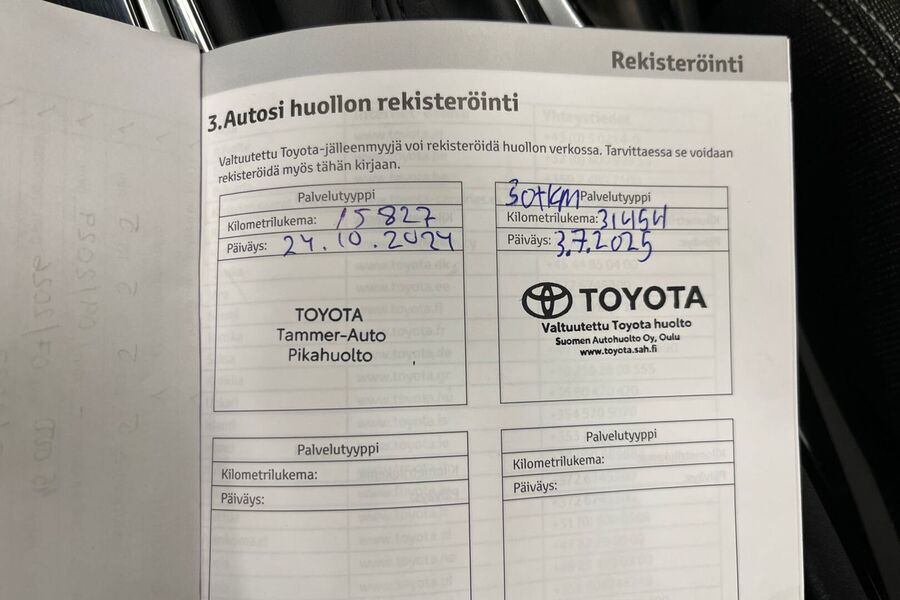 Rekisteröinti
3.Autosi huollon rekisteröinti
Valtuutettu Toyota-jälleenmyyjä voi rekisteröidä huollon verkossa. Tarvittaessa se voidaan
rekisteröidä myös tähän kirjaan.
Palvelutyyppi
Kilometrilukema: 15827
Päiväys: 24.10.2024
TOYOTA
Tammer-Auto
Pikahuolto
30tKM Palvelutyyppi
Kilometrilukema: 31454
Päiväys: 3.7.2025
TOYOTA
Valtuutettu Toyota huolto
Suomen Autohuolto Oy, Oulu
www.toyota.sah.fi
Palvelutyyppi
Kilometrilukema:
Päiväys:
Palvelutyyppi
Kilometrilukema:
Päiväys: